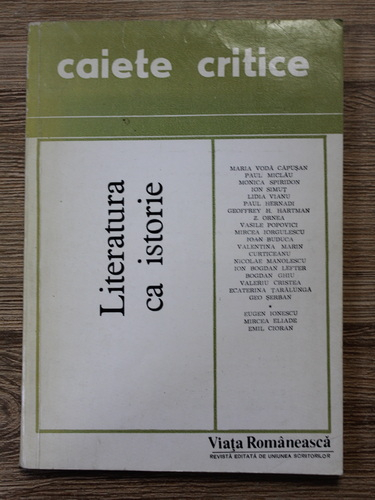 caiete critice
Literatura
ca istorie
MARIA VODĂ CĂPUȘAN
PAUL MICLĂU
MONICA SPIRIDON
ION SIMUȚ
LIDIA VIANU
PAUL HERNADI
GEOFFREY H. HARTMAN
Z. ORNEA
VASILE POPOVICI
MIRCEA IORGULESCU
IOAN BUDUCA
VALENTINA MARIN
CURTICEANU
NICOLAE MANOLESCU
ION BOGDAN LEFTER
BOGDAN GHIU
VALERIU CRISTEA
ECATERINA ȚARĂLUNGĂ
GEO ȘERBAN
*
EUGEN IONESCU
MIRCEA ELIADE
EMIL CIORAN
Viața Românească
REVISTĂ EDITATĂ DE UNIUNEA SCRIITORILOR